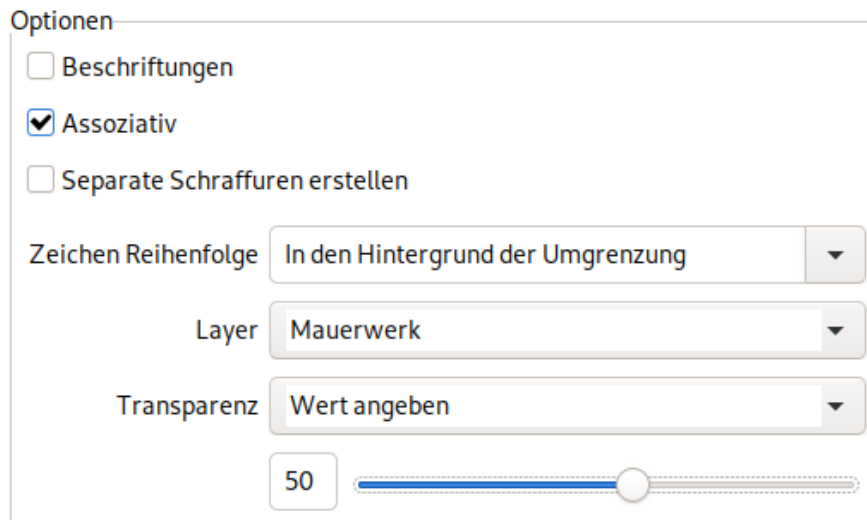 Optionen
Beschriftungen
Assoziativ
Separate Schraffuren erstellen
Zeichen Reihenfolge In den Hintergrund der Umgrenzung
Layer Mauerwerk
Transparenz Wert angeben
50